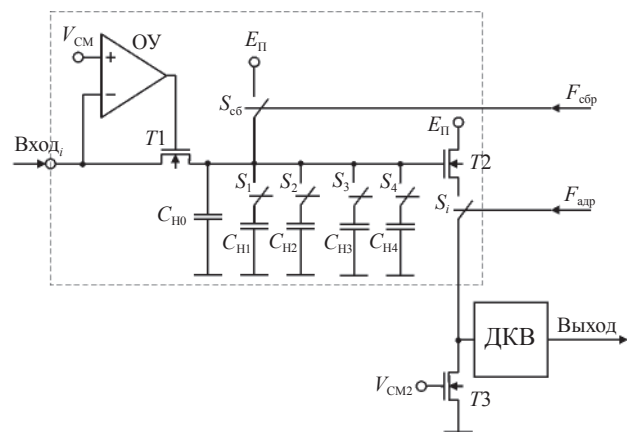 V_СМ
ОУ
E_П
S_сб
F_сбр
Вход_i
T1
E_П
T2
S_1
S_2
S_3
S_4
S_i
F_адр
C_Н0
C_Н1
C_Н2
C_Н3
C_Н4
ДКВ
Выход
V_СМ2
T3